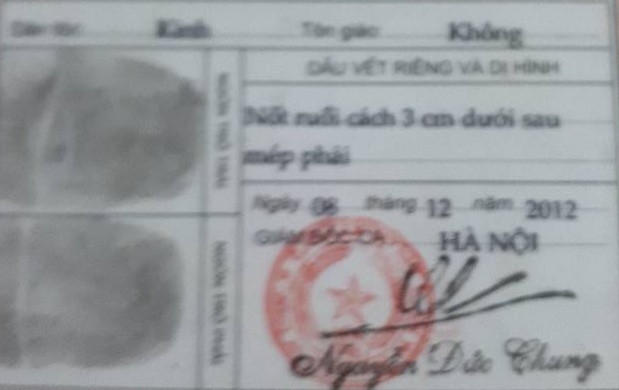 Dân tộc: Kinh Tôn giáo: Không
DẤU VẾT RIÊNG VÀ DỊ HÌNH
Nốt ruồi cách 3 cm dưới sau
mép phải
Ngày 06 tháng 12 năm 2012
GIÁM ĐỐC CA HÀ NỘI
Nguyễn Đức Chung
NGÓN TRỎ TRÁI
NGÓN TRỎ PHẢI